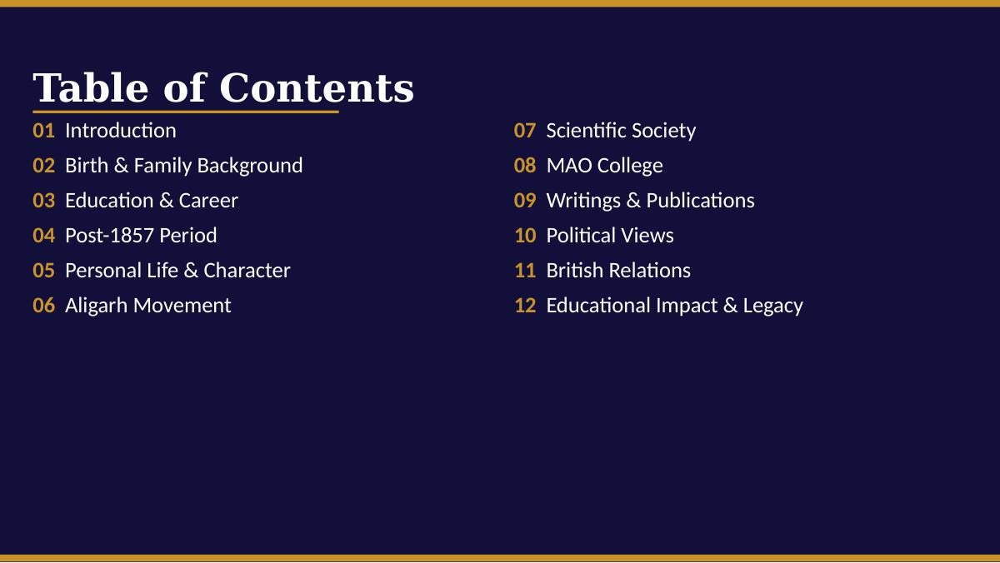 Table of Contents
01 Introduction
02 Birth & Family Background
03 Education & Career
04 Post-1857 Period
05 Personal Life & Character
06 Aligarh Movement
07 Scientific Society
08 MAO College
09 Writings & Publications
10 Political Views
11 British Relations
12 Educational Impact & Legacy